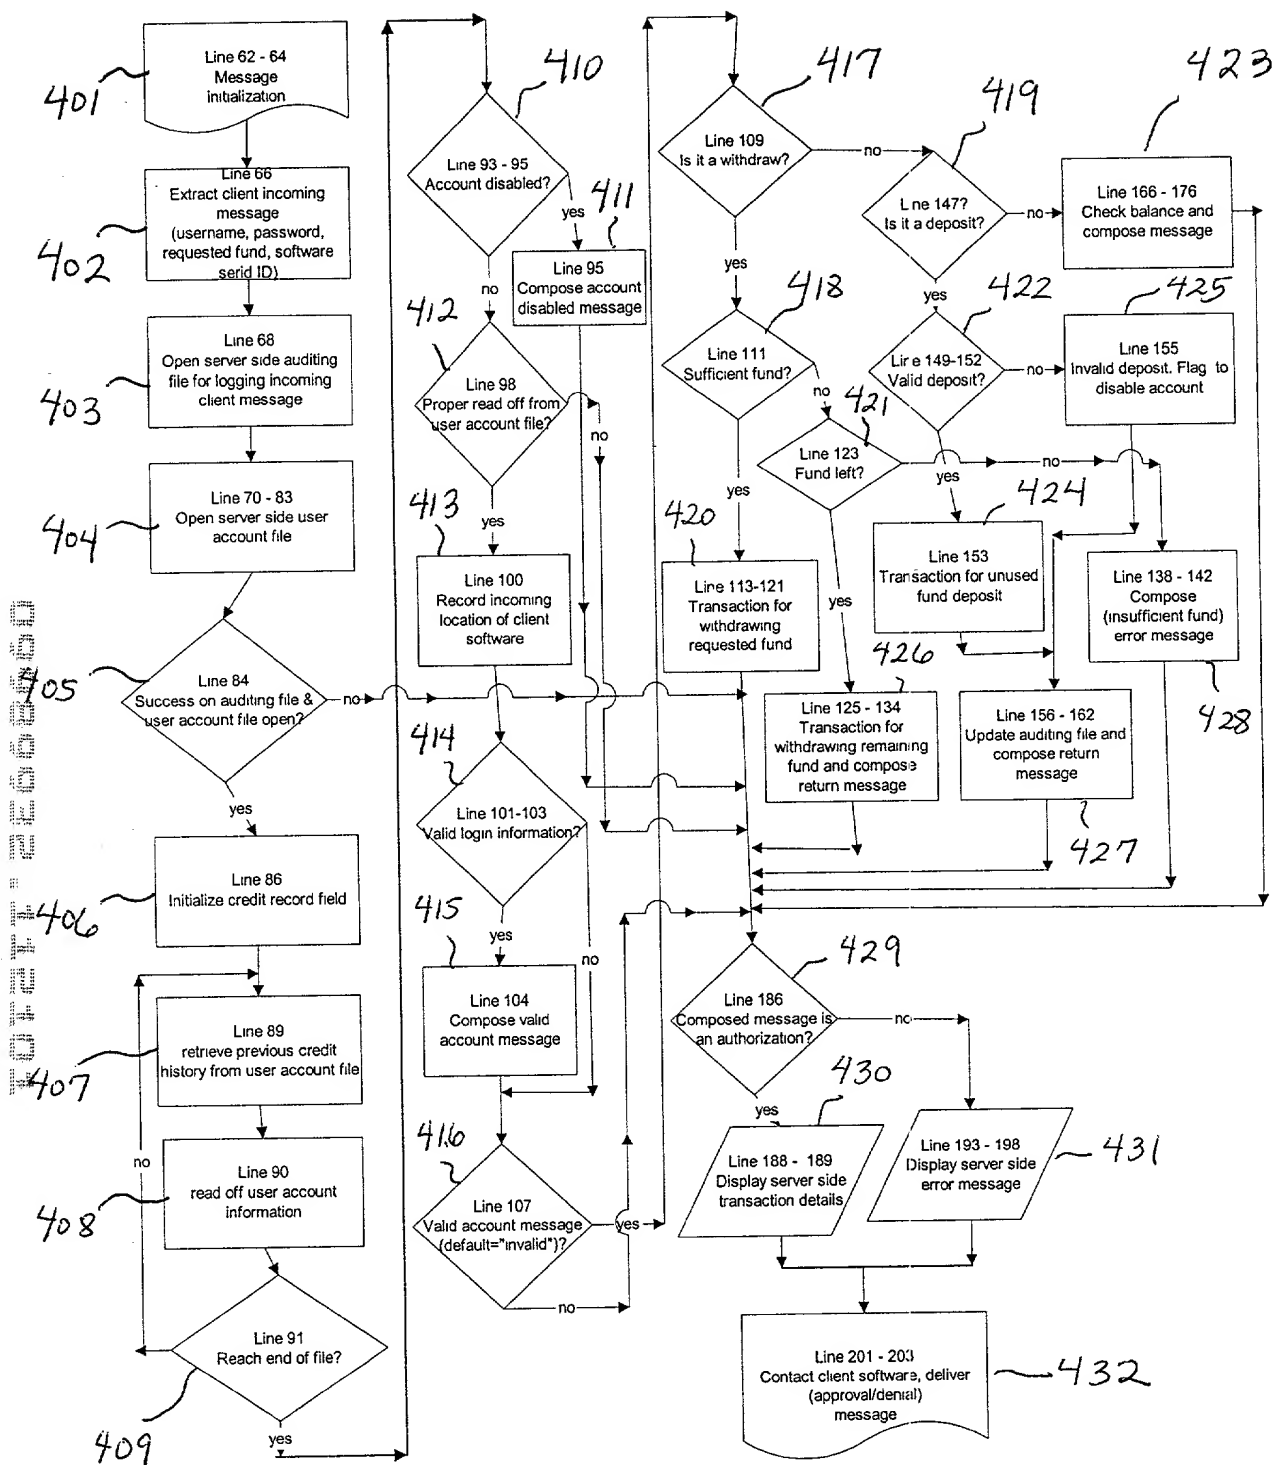 401
Line 62 - 64
Message
initialization
402
Line 66
Extract client incoming
message
(username, password,
requested fund, software
serid ID)
403
Line 68
Open server side auditing
file for logging incoming
client message
404
Line 70 - 83
Open server side user
account file
405
Line 84
Success on auditing file &
user account file open?
no
yes
406
Line 86
Initialize credit record field
407
Line 89
retrieve previous credit
history from user account file
408
Line 90
read off user account
information
no
409
Line 91
Reach end of file?
yes
410
Line 93 - 95
Account disabled?
yes
no
411
Line 95
Compose account
disabled message
412
Line 98
Proper read off from
user account file?
no
yes
413
Line 100
Record incoming
location of client
software
414
Line 101-103
Valid login information?
yes
no
415
Line 104
Compose valid
account message
416
Line 107
Valid account message
(default="invalid")?
yes
no
417
Line 109
Is it a withdraw?
no
yes
418
Line 111
Sufficient fund?
no
yes
419
Line 147?
Is it a deposit?
no
yes
420
Line 113-121
Transaction for
withdrawing
requested fund
421
Line 123
Fund left?
no
yes
422
Line 149-152
Valid deposit?
no
yes
423
Line 166 - 176
Check balance and
compose message
424
Line 153
Transaction for unused
fund deposit
425
Line 155
Invalid deposit. Flag to
disable account
426
Line 125 - 134
Transaction for
withdrawing remaining
fund and compose
return message
427
Line 156 - 162
Update auditing file and
compose return
message
428
Line 138 - 142
Compose
(insufficient fund)
error message
429
Line 186
Composed message is
an authorization?
no
yes
430
Line 188 - 189
Display server side
transaction details
431
Line 193 - 198
Display server side
error message
432
Line 201 - 203
Contact client software, deliver
(approval/denial)
message